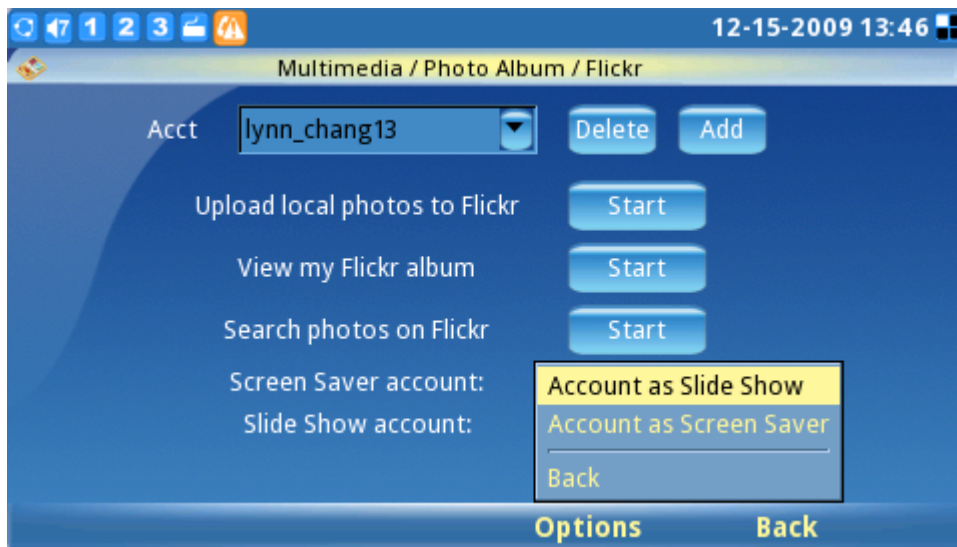 1 2 3 12-15-2009 13:46
Multimedia / Photo Album / Flickr
Acct lynn_chang13 Delete Add
Upload local photos to Flickr Start
View my Flickr album Start
Search photos on Flickr Start
Screen Saver account:
Account as Slide Show
Slide Show account:
Account as Screen Saver
Back
Options Back